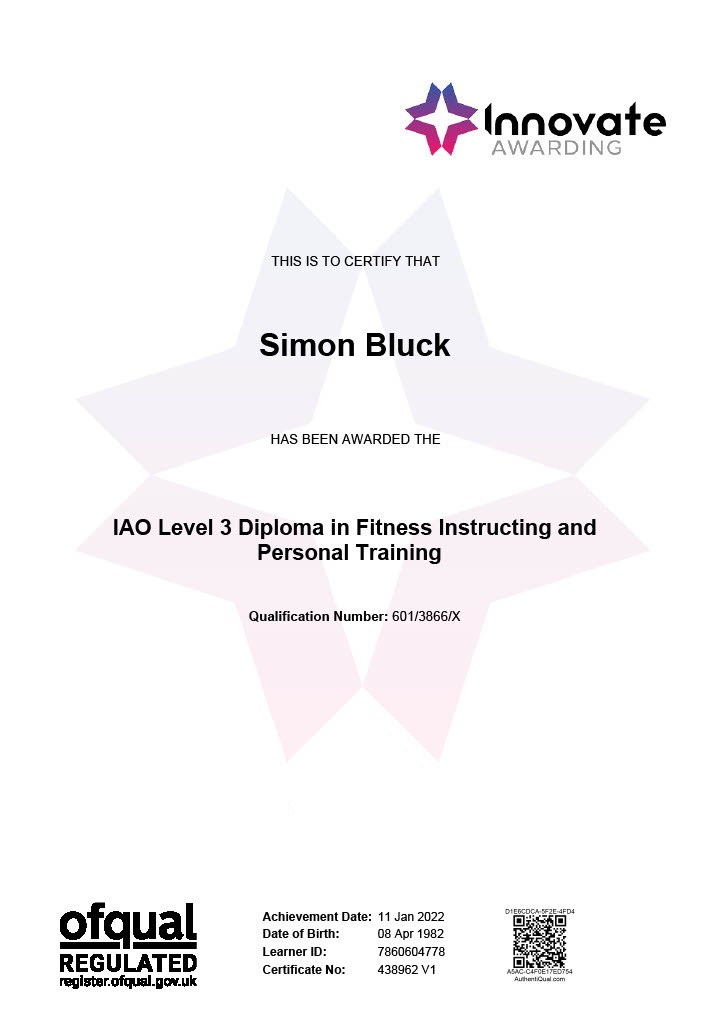 Innovate
AWARDING
THIS IS TO CERTIFY THAT
Simon Bluck
HAS BEEN AWARDED THE
IAO Level 3 Diploma in Fitness Instructing and
Personal Training
Qualification Number: 601/3866/X
ofqual
REGULATED
register.ofqual.gov.uk
Achievement Date: 11 Jan 2022
Date of Birth: 08 Apr 1982
Learner ID: 7860604778
Certificate No: 438962 V1
D1E6CDCA-5F2E-4FD4
A5AC-C4F0E17ED754
AuthentiQual.com